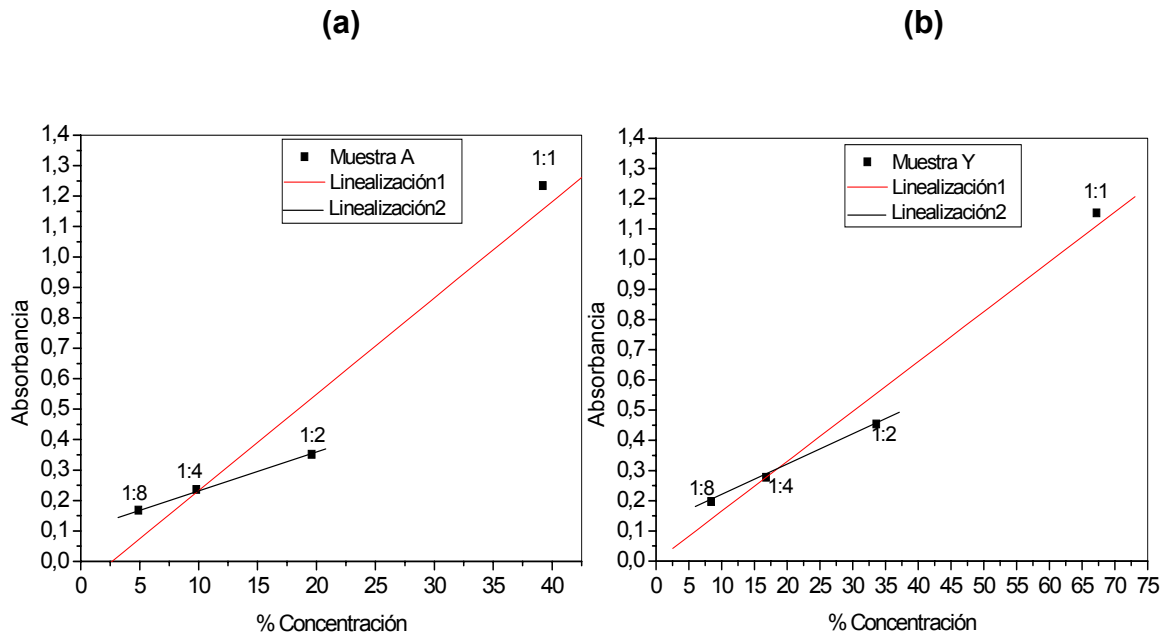 (a)
1,4
1,3
1,2
1,1
1,0
0,9
0,8
0,7
0,6
0,5
0,4
0,3
0,2
0,1
0,0
Absorbancia
Muestra A
Linealización1
Linealización2
1:1
1:8
1:4
1:2
0 5 10 15 20 25 30 35 40
% Concentración
(b)
1,4
1,3
1,2
1,1
1,0
0,9
0,8
0,7
0,6
0,5
0,4
0,3
0,2
0,1
0,0
Absorbancia
Muestra Y
Linealización1
Linealización2
1:1
1:8
1:4
1:2
0 5 10 15 20 25 30 35 40 45 50 55 60 65 70 75
% Concentración